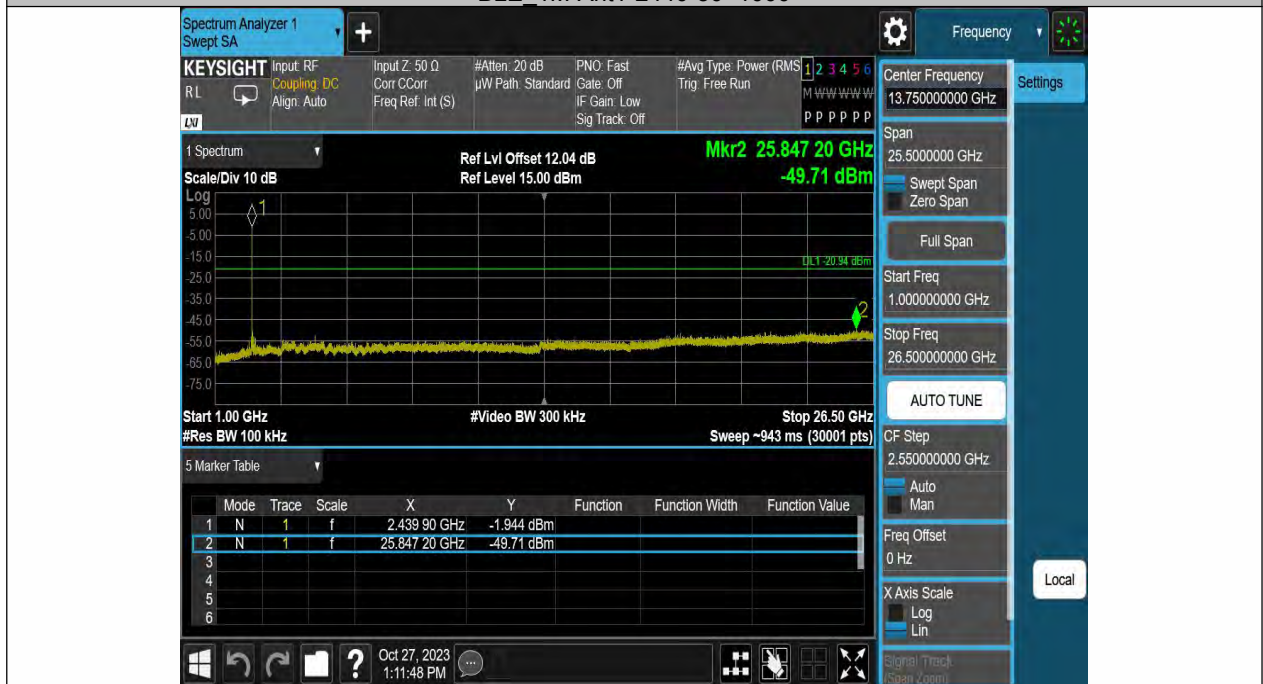 Spectrum Analyzer 1
Swept SA
+
Frequency
KEYSIGHT
RL
LXI
Input: RF
Coupling: DC
Align: Auto
Input Z: 50 Ω
Corr CCorr
Freq Ref: Int (S)
#Atten: 20 dB
µW Path: Standard
PNO: Fast
Gate: Off
IF Gain: Low
Sig Track: Off
#Avg Type: Power (RMS
Trig: Free Run
1 2 3 4 5 6
M W W W W W
P P P P P P
Center Frequency
13.750000000 GHz
Settings
1 Spectrum
Scale/Div 10 dB
Ref Lvl Offset 12.04 dB
Ref Level 15.00 dBm
Mkr2 25.847 20 GHz
-49.71 dBm
Span
25.5000000 GHz
Swept Span
Zero Span
Full Span
Log
5.00
-5.00
-15.0
-25.0
-35.0
-45.0
-55.0
-65.0
-75.0
1
DL1 -20.94 dBm
2
Start Freq
1.000000000 GHz
Stop Freq
26.500000000 GHz
AUTO TUNE
Start 1.00 GHz
#Video BW 300 kHz
Stop 26.50 GHz
#Res BW 100 kHz
Sweep ~943 ms (30001 pts)
CF Step
2.550000000 GHz
Auto
Man
5 Marker Table
Mode Trace Scale X Y Function Function Width Function Value
1 N 1 f 2.439 90 GHz -1.944 dBm
2 N 1 f 25.847 20 GHz -49.71 dBm
3
4
5
6
Freq Offset
0 Hz
X Axis Scale
Log
Lin
Local
Signal Track
(Span Zoom)
?
Oct 27, 2023
1:11:48 PM